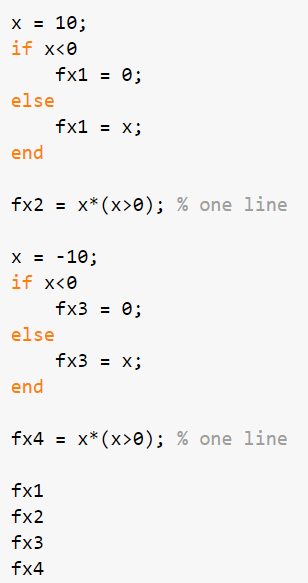 x = 10;
if x<0
    fx1 = 0;
else
    fx1 = x;
end

fx2 = x*(x>0); % one line

x = -10;
if x<0
    fx3 = 0;
else
    fx3 = x;
end

fx4 = x*(x>0); % one line

fx1
fx2
fx3
fx4